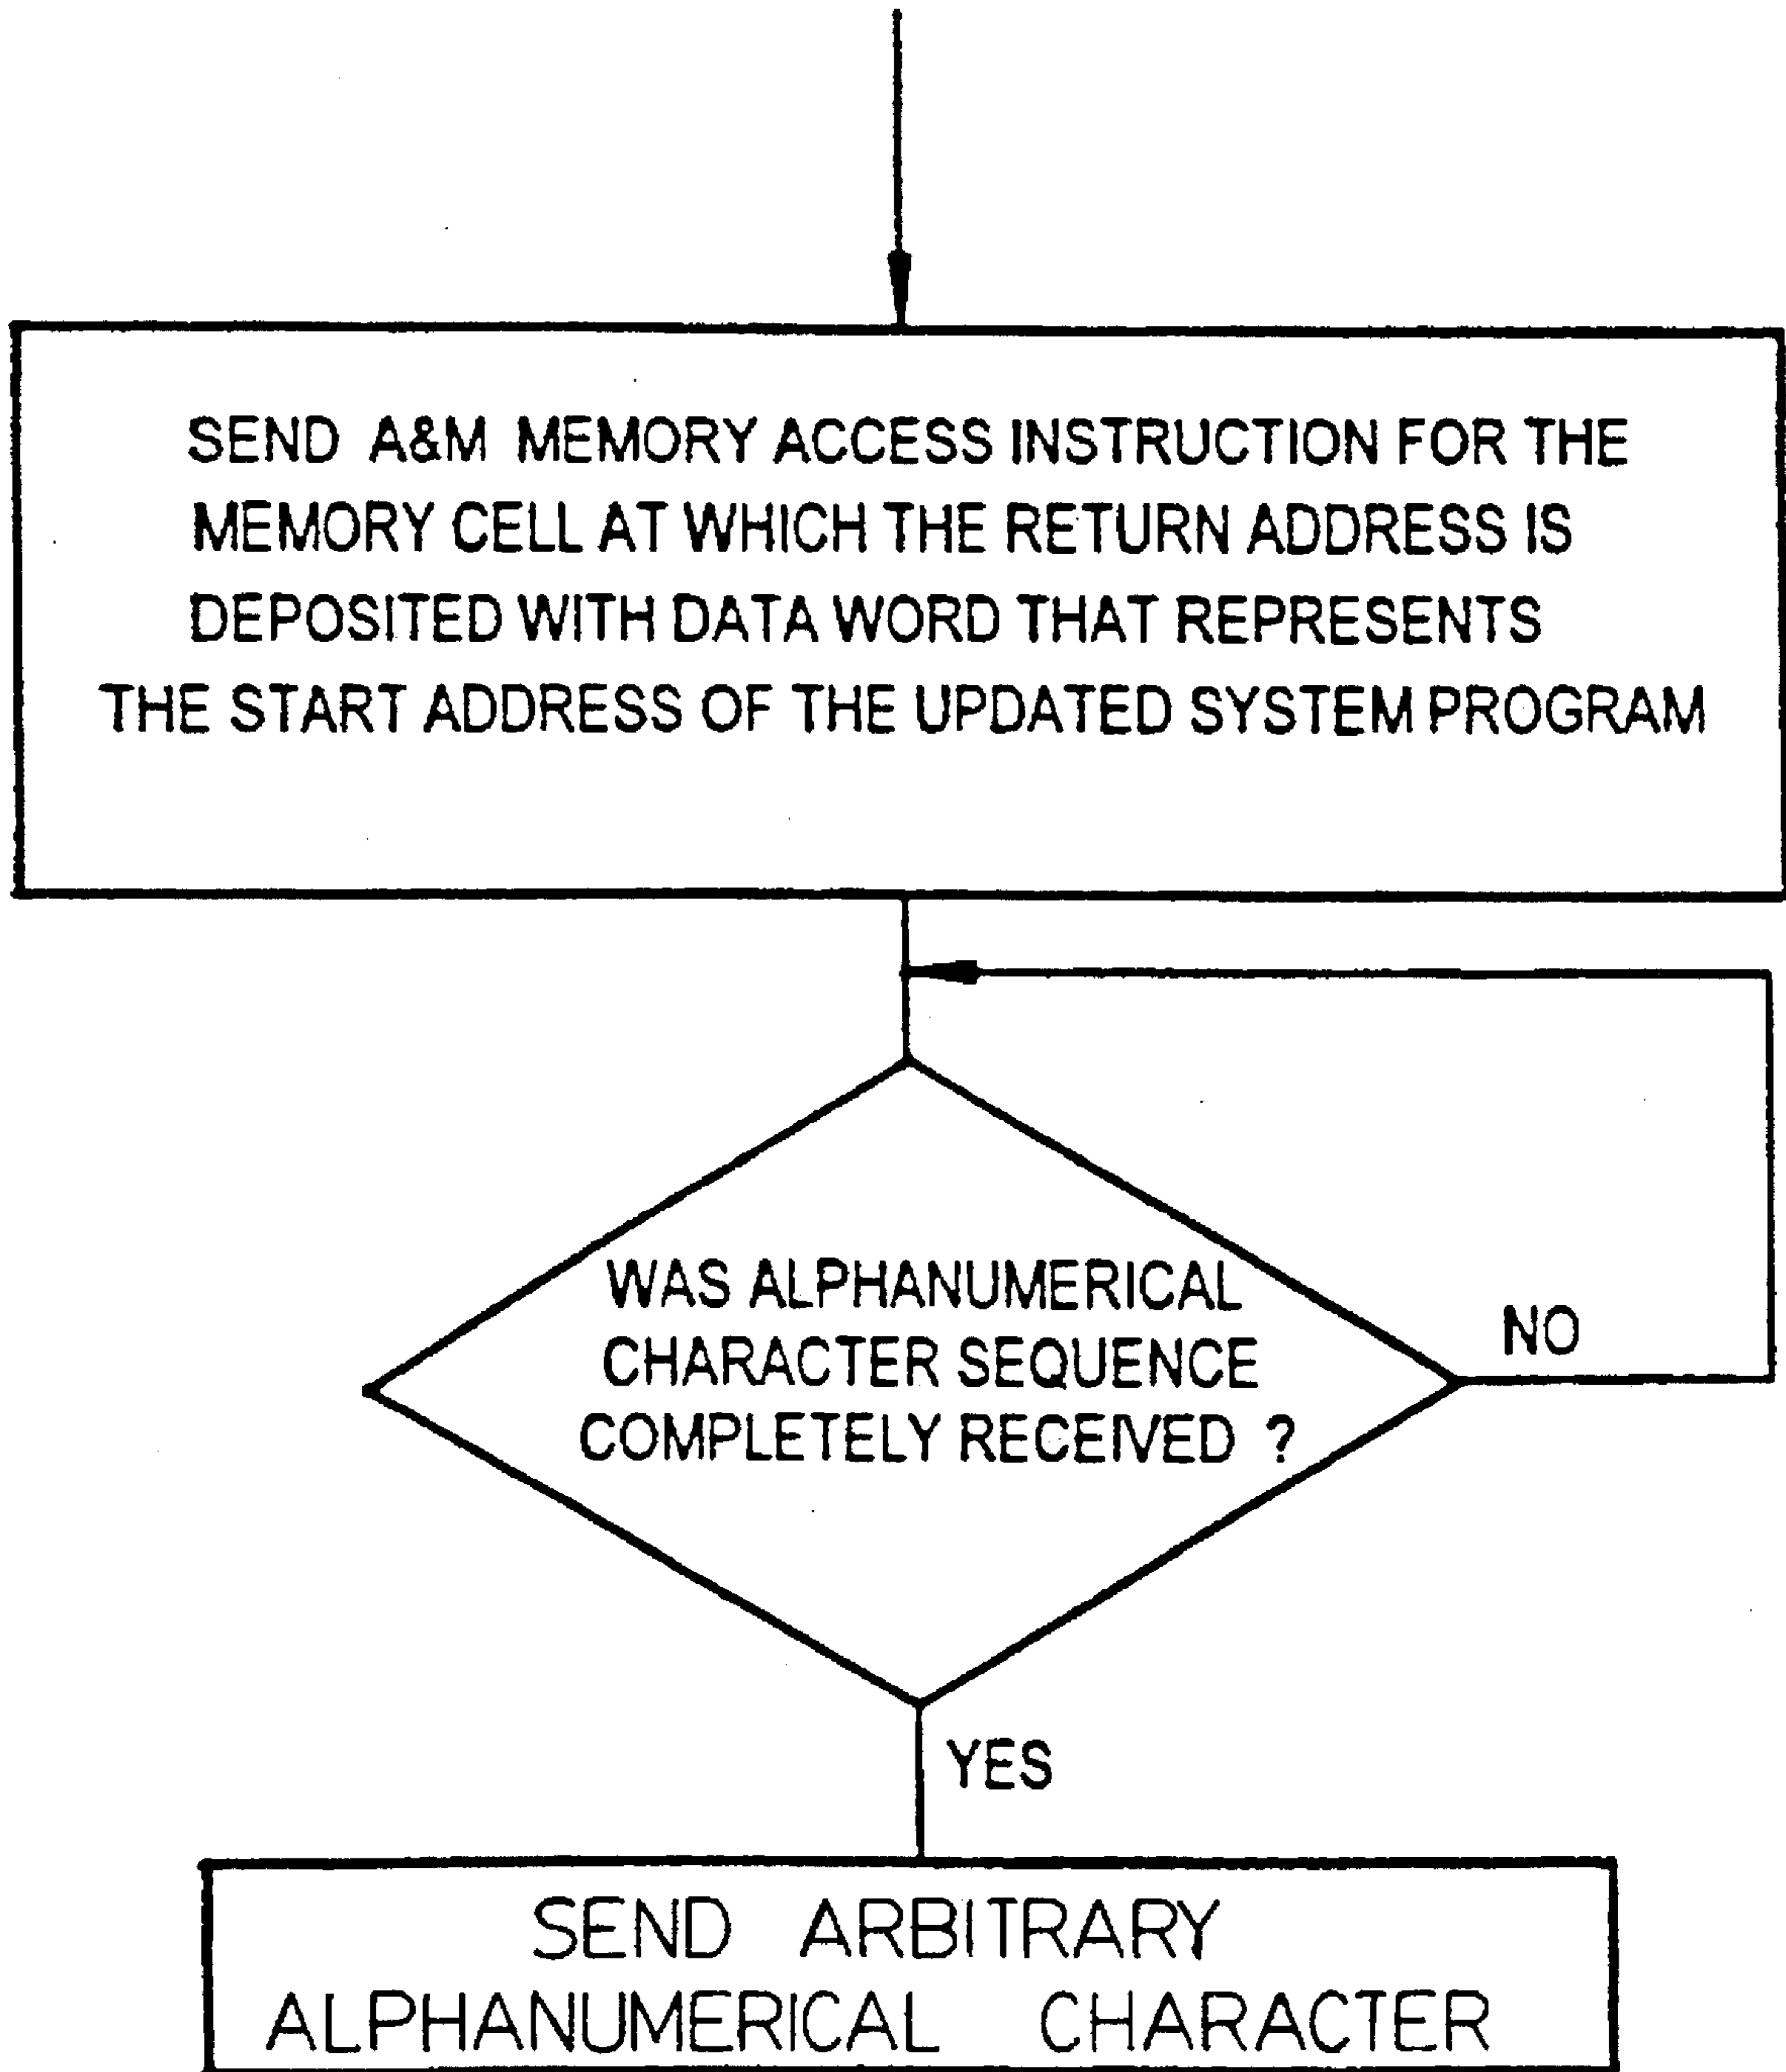 SEND A&M MEMORY ACCESS INSTRUCTION FOR THE
MEMORY CELL AT WHICH THE RETURN ADDRESS IS
DEPOSITED WITH DATA WORD THAT REPRESENTS
THE START ADDRESS OF THE UPDATED SYSTEM PROGRAM
WAS ALPHANUMERICAL
CHARACTER SEQUENCE
COMPLETELY RECEIVED ?
NO
YES
SEND ARBITRARY
ALPHANUMERICAL CHARACTER